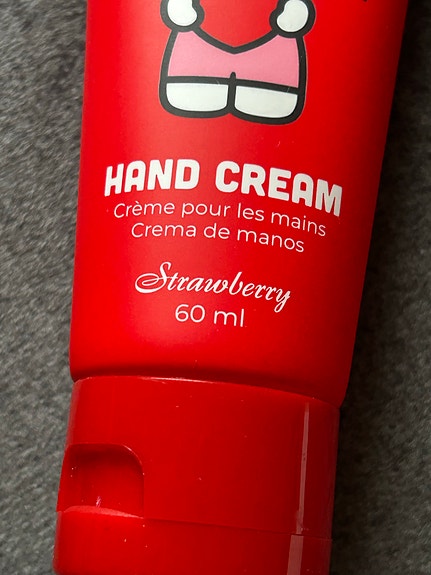 HAND CREAM
Crème pour les mains
Crema de manos
Strawberry
60 ml